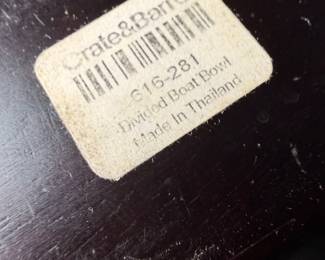 Crate&Barrel
616-281
Divided Boat Bowl
Made In Thailand